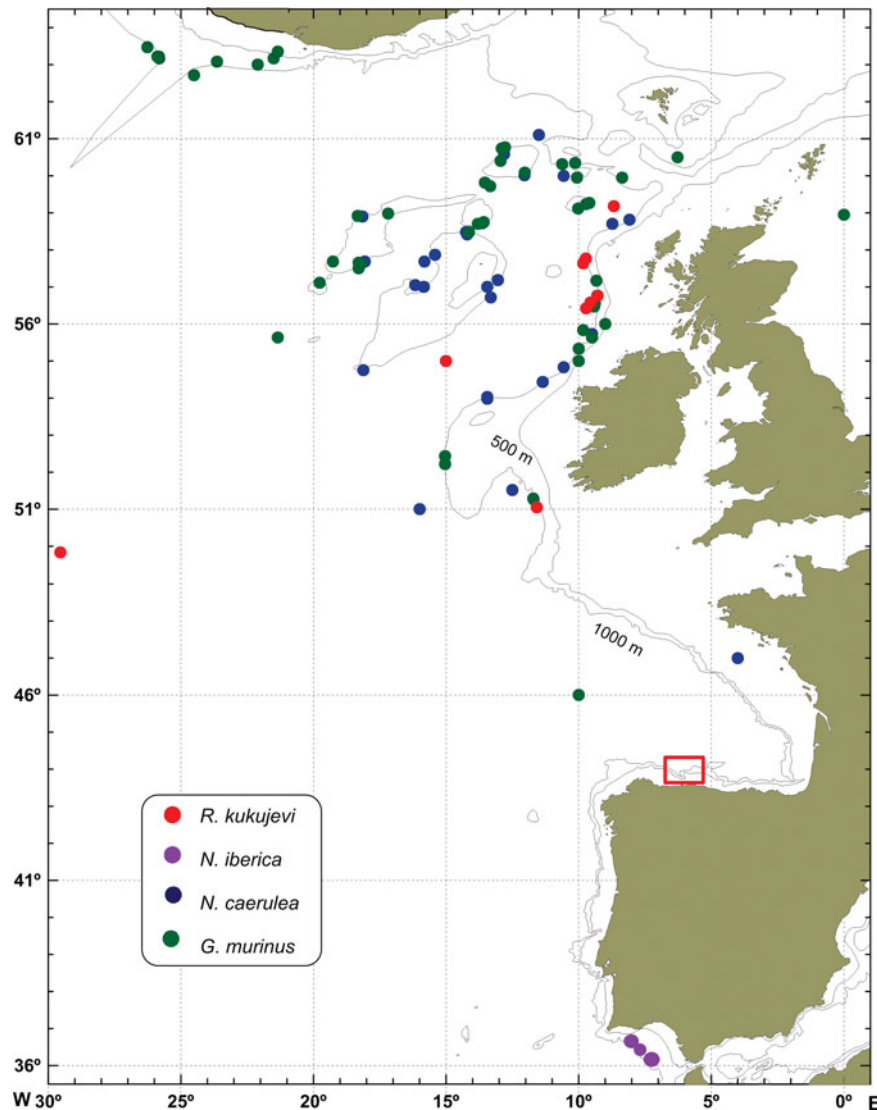 61°
56°
51°
46°
41°
36°
500 m
1000 m
R. kukujevi
N. iberica
N. caerulea
G. murinus
W 30° 25° 20° 15° 10° 5° 0° E